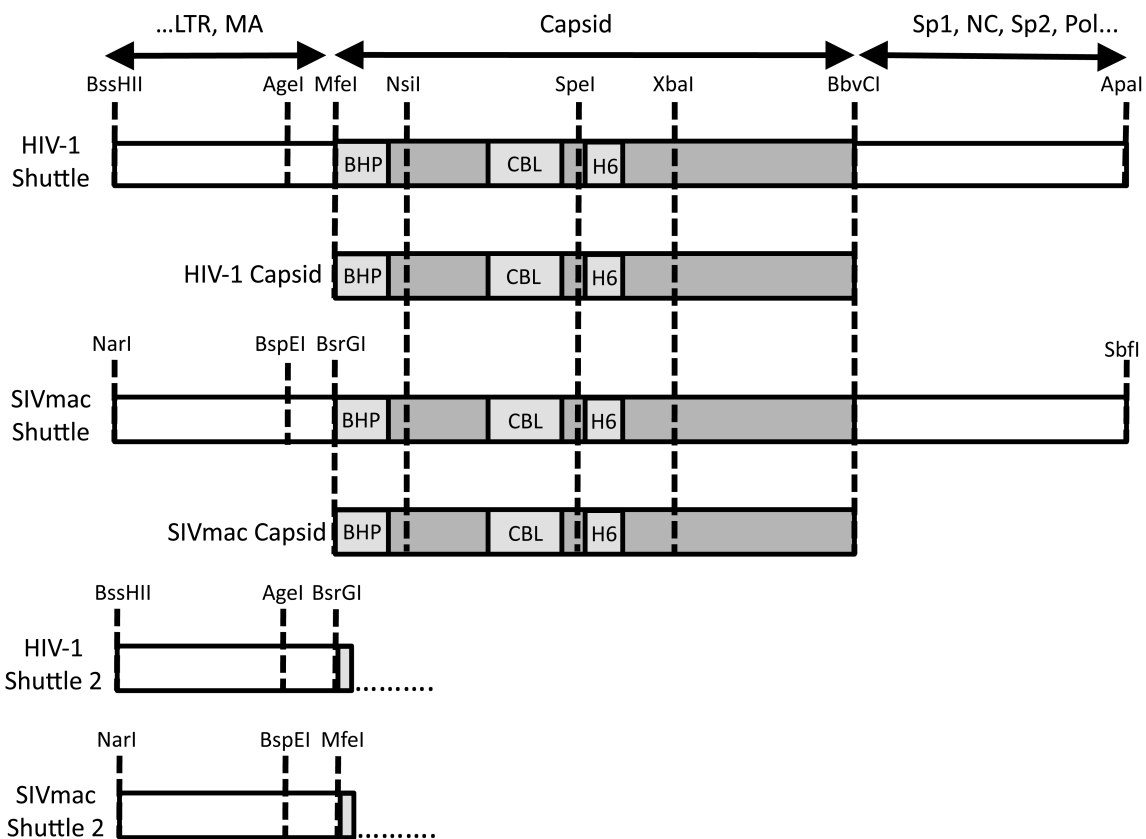 ...LTR, MA Capsid Sp1, NC, Sp2, Pol...
BssHII AgeI MfeI NsiI SpeI XbaI BbvCI ApaI
HIV-1
Shuttle
BHP CBL H6
HIV-1 Capsid BHP CBL H6
NarI BspEI BsrGI SbfI
SIVmac
Shuttle
BHP CBL H6
SIVmac Capsid BHP CBL H6
BssHII AgeI BsrGI
HIV-1
Shuttle 2
..........
NarI BspEI MfeI
SIVmac
Shuttle 2
..........